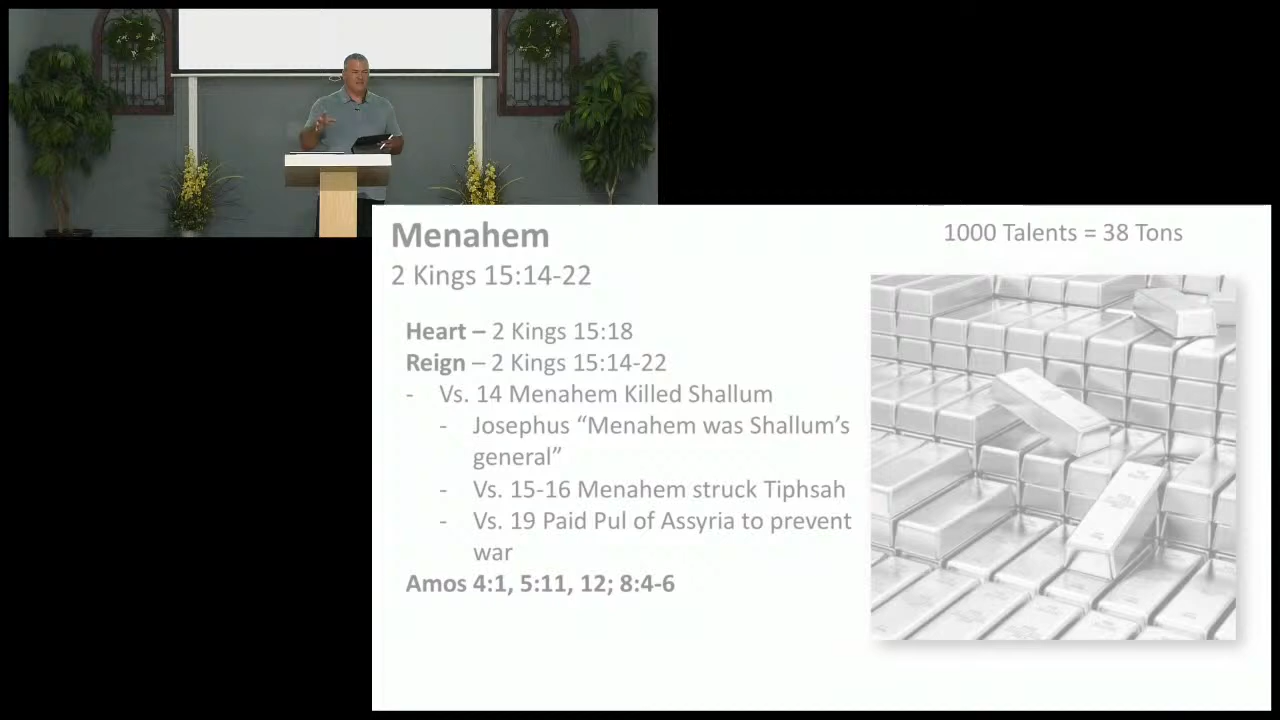 Menahem
1000 Talents = 38 Tons
2 Kings 15:14-22
Heart – 2 Kings 15:18
Reign – 2 Kings 15:14-22
- Vs. 14 Menahem Killed Shallum
- Josephus “Menahem was Shallum’s
general”
- Vs. 15-16 Menahem struck Tiphsah
- Vs. 19 Paid Pul of Assyria to prevent
war
Amos 4:1, 5:11, 12; 8:4-6